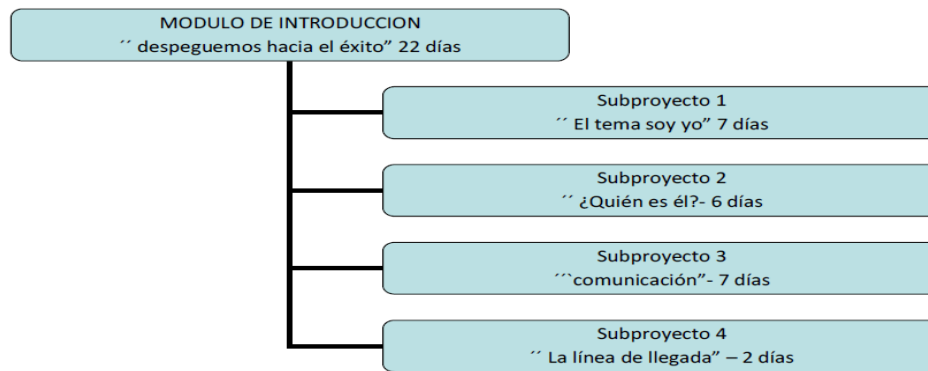 MODULO DE INTRODUCCION
´´ despeguemos hacia el éxito” 22 días
Subproyecto 1
´´ El tema soy yo” 7 días
Subproyecto 2
´´ ¿Quién es él?- 6 días
Subproyecto 3
´´`comunicación”- 7 días
Subproyecto 4
´´ La línea de llegada” – 2 días